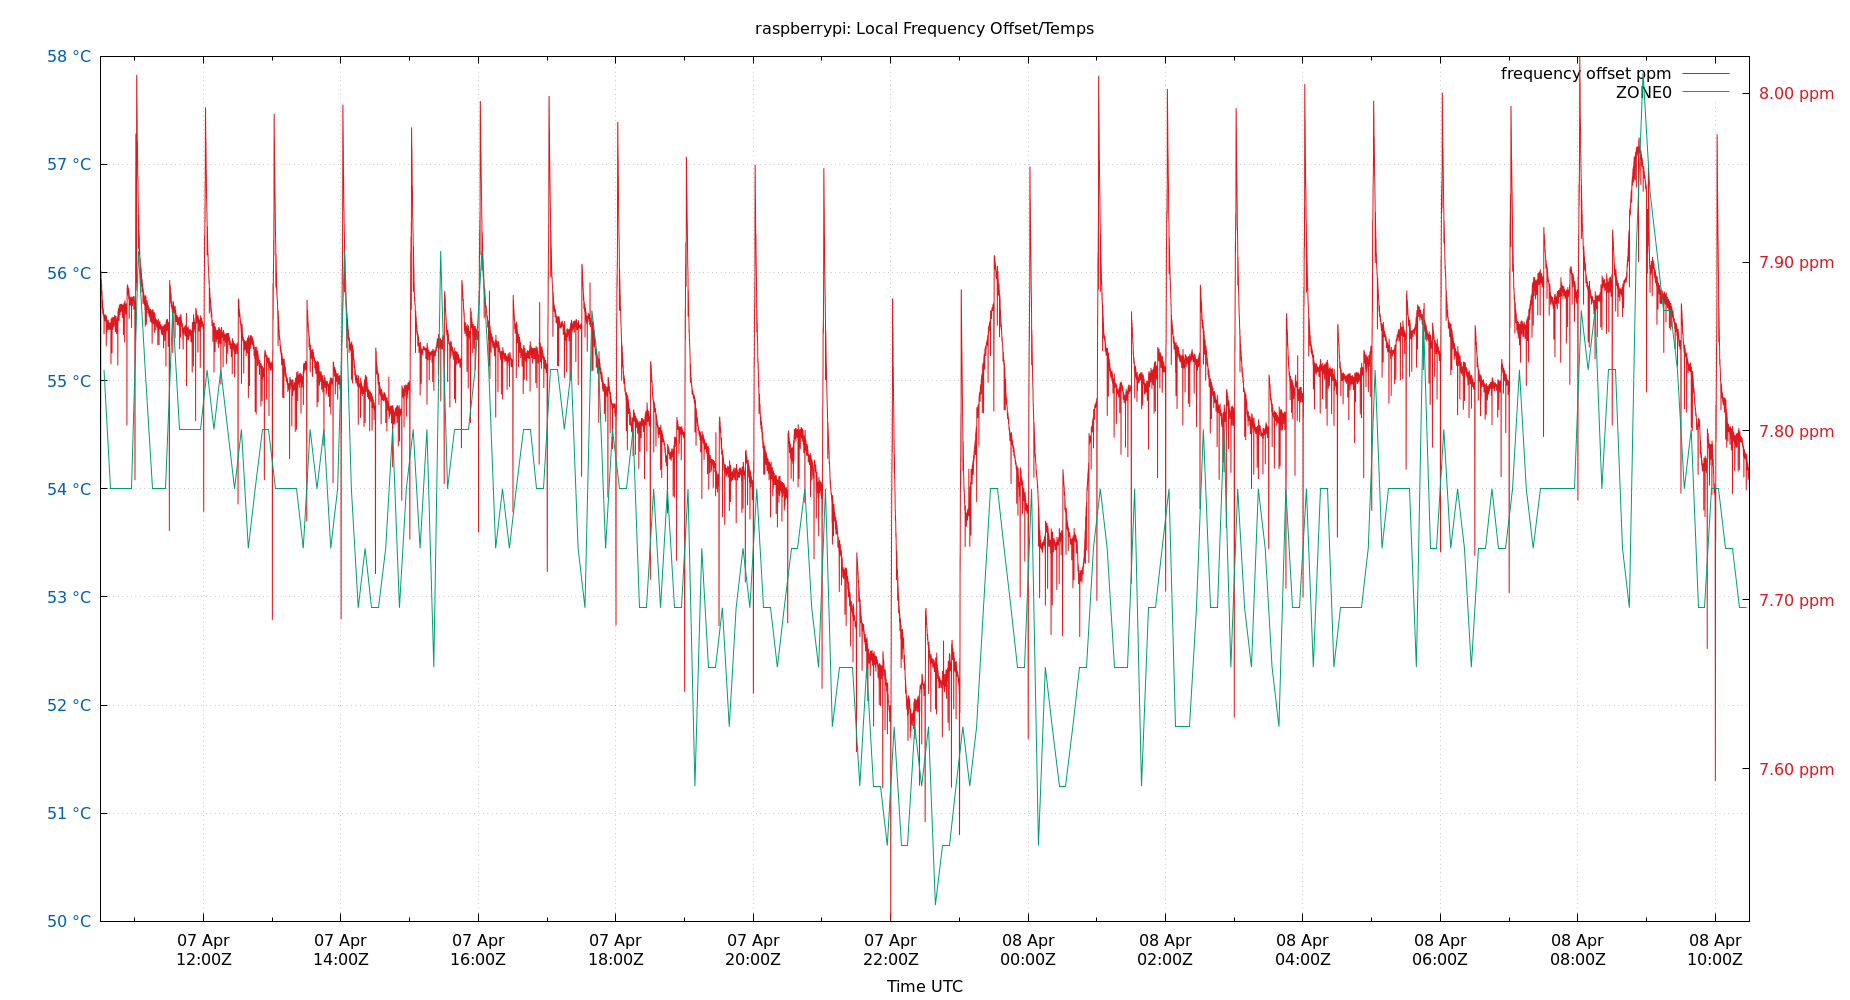 raspberrypi: Local Frequency Offset/Temps
58 °C
57 °C
56 °C
55 °C
54 °C
53 °C
52 °C
51 °C
50 °C
frequency offset ppm
ZONE0
8.00 ppm
7.90 ppm
7.80 ppm
7.70 ppm
7.60 ppm
07 Apr
12:00Z
07 Apr
14:00Z
07 Apr
16:00Z
07 Apr
18:00Z
07 Apr
20:00Z
07 Apr
22:00Z
08 Apr
00:00Z
08 Apr
02:00Z
08 Apr
04:00Z
08 Apr
06:00Z
08 Apr
08:00Z
08 Apr
10:00Z
Time UTC